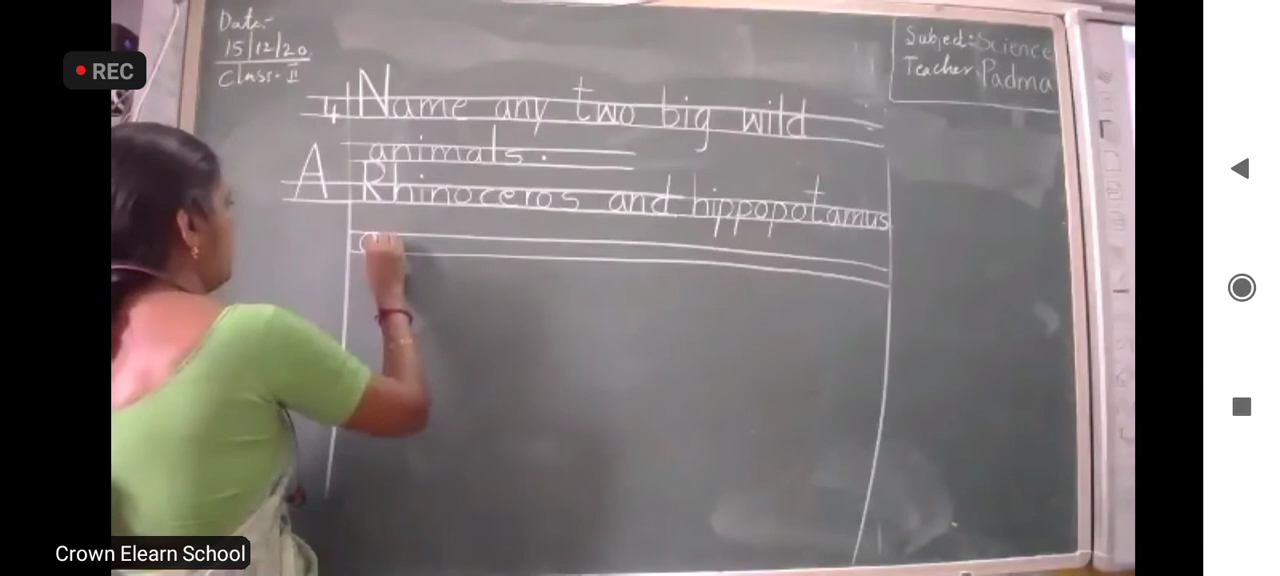 Date:-
15/12/20.
Class:- II
Subject:- Science
Teacher: Padma
REC
4 Name any two big wild
animals.
A Rhinoceros and hippopotamus
Crown Elearn School